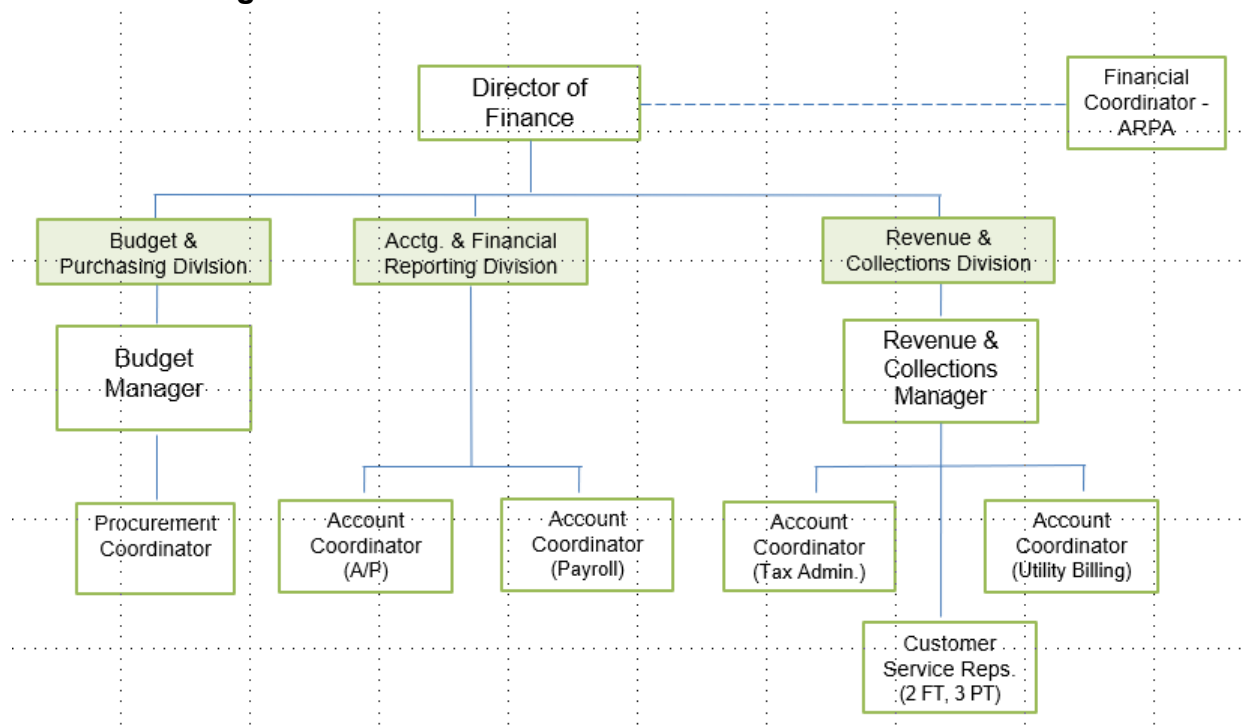 Director of
Finance
Financial
Coordinator -
ARPA
Budget &
Purchasing Division
Acctg. & Financial
Reporting Division
Revenue &
Collections Division
Budget
Manager
Revenue &
Collections
Manager
Procurement
Coordinator
Account
Coordinator
(A/P)
Account
Coordinator
(Payroll)
Account
Coordinator
(Tax Admin.)
Account
Coordinator
(Utility Billing)
Customer
Service Reps.
(2 FT, 3 PT)